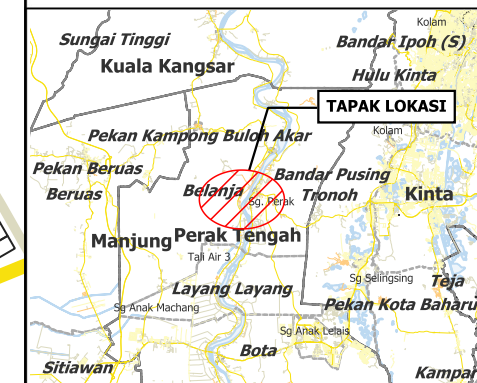 Kolam
Sungai Tinggi
Bandar Ipoh (S)
Kuala Kangsar
Hulu Kinta
TAPAK LOKASI
Kolam
Pekan Kampong Buloh Akar
Pekan Beruas
Bandar Pusing
Belanja
Tronoh
Beruas
Sg. Perak
Kinta
Manjung
Perak Tengah
Tali Air 3
Sg Selingsing
Teja
Layang Layang
Pekan Kota Baharu
Sg Anak Machang
Sg Anak Lelais
Bota
Sitiawan
Kampar